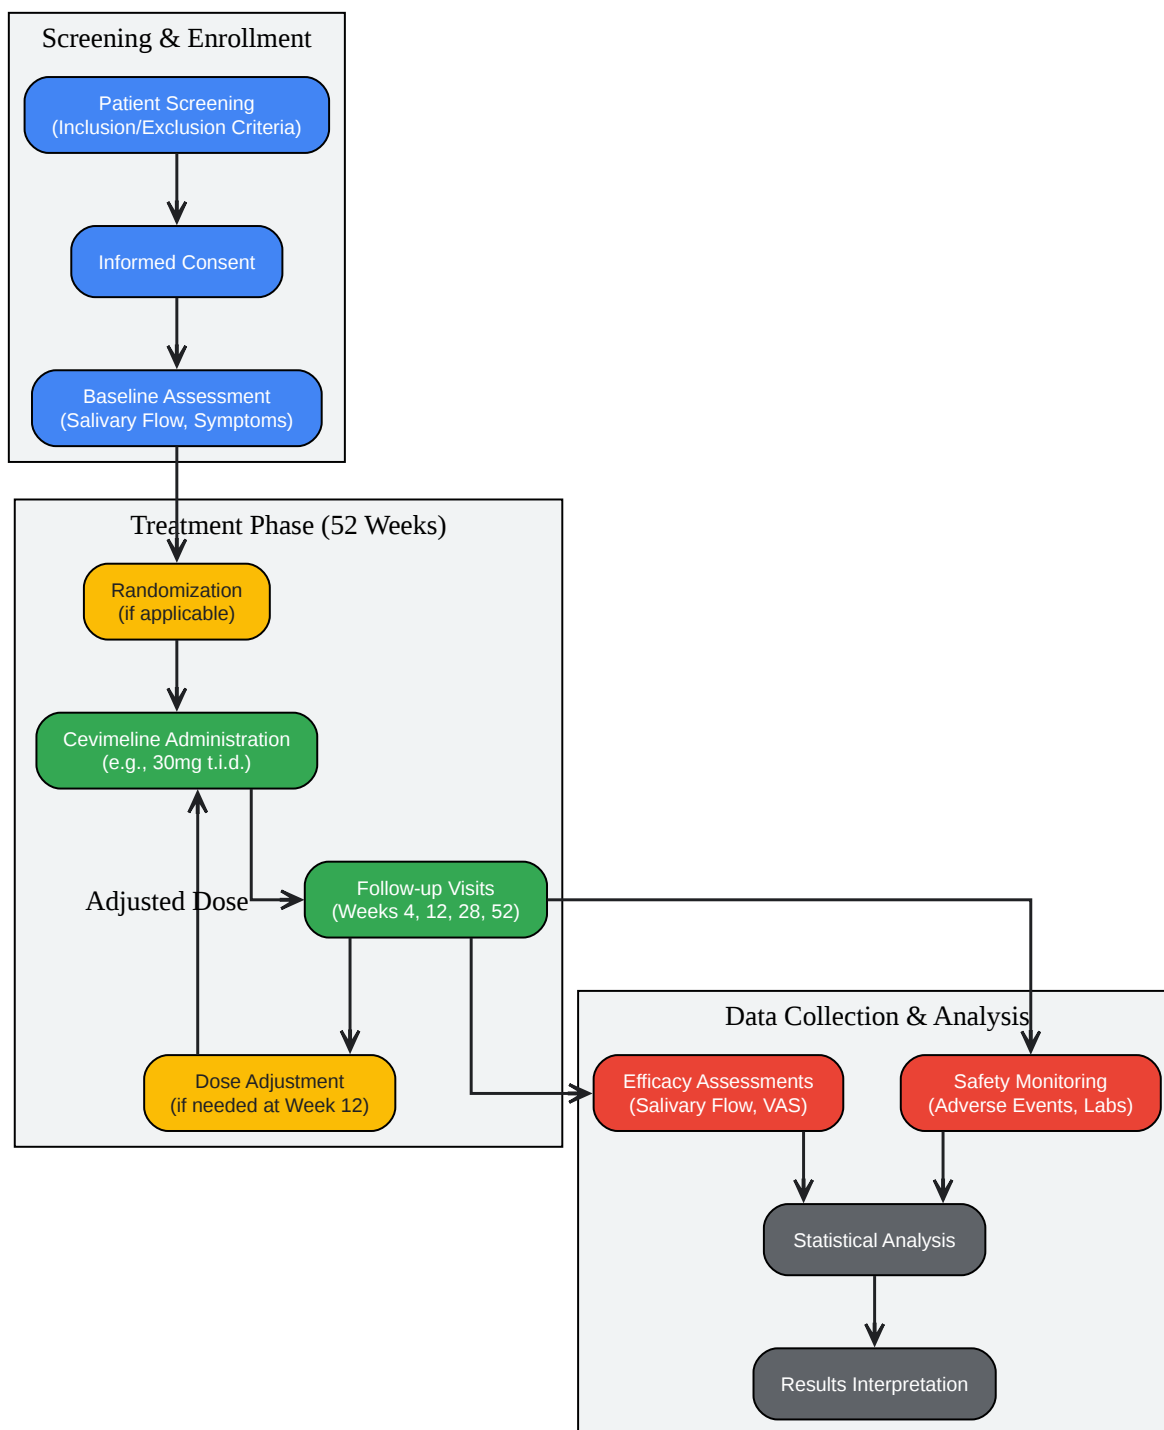 Screening & Enrollment
Patient Screening
(Inclusion/Exclusion Criteria)
Informed Consent
Baseline Assessment
(Salivary Flow, Symptoms)
Treatment Phase (52 Weeks)
Randomization
(if applicable)
Cevimeline Administration
(e.g., 30mg t.i.d.)
Adjusted Dose
Follow-up Visits
(Weeks 4, 12, 28, 52)
Dose Adjustment
(if needed at Week 12)
Data Collection & Analysis
Efficacy Assessments
(Salivary Flow, VAS)
Safety Monitoring
(Adverse Events, Labs)
Statistical Analysis
Results Interpretation